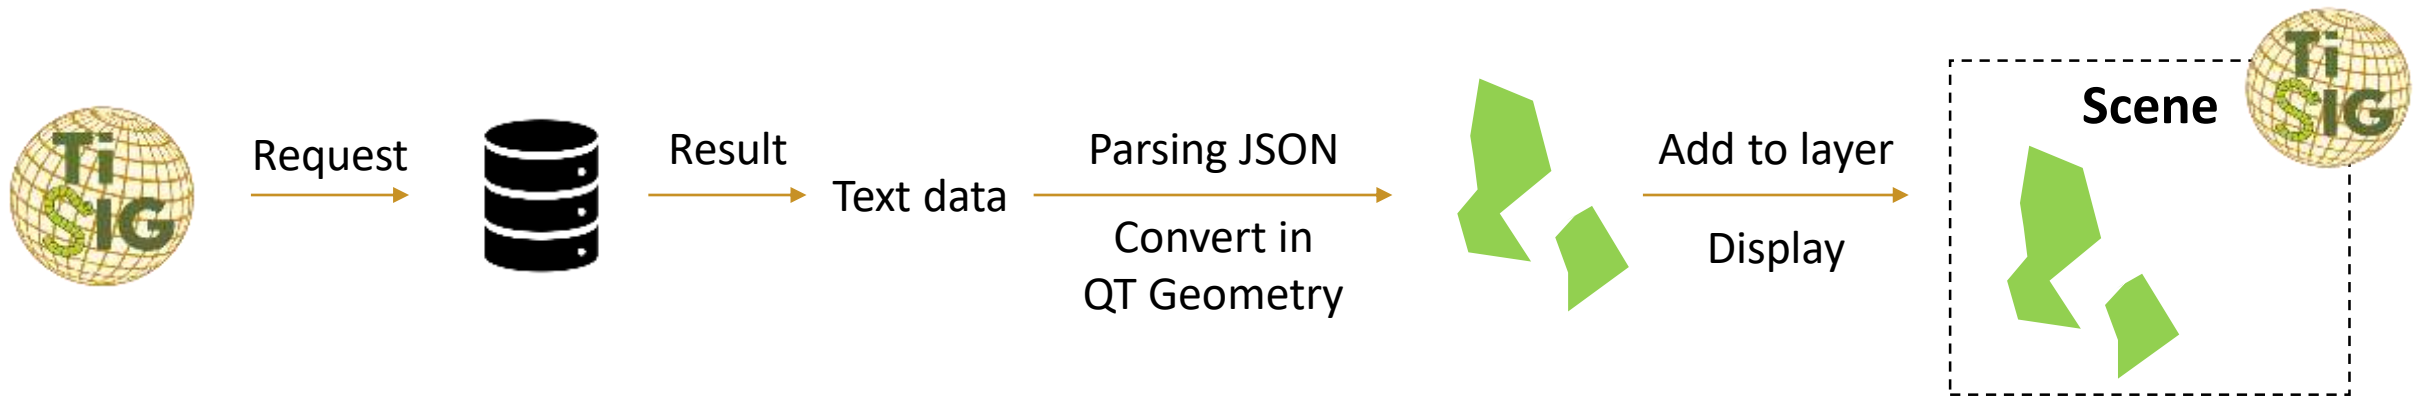 Ti
SIG
Request
Result
Text data
Parsing JSON
Convert in
QT Geometry
Add to layer
Display
Scene
Ti
SIG